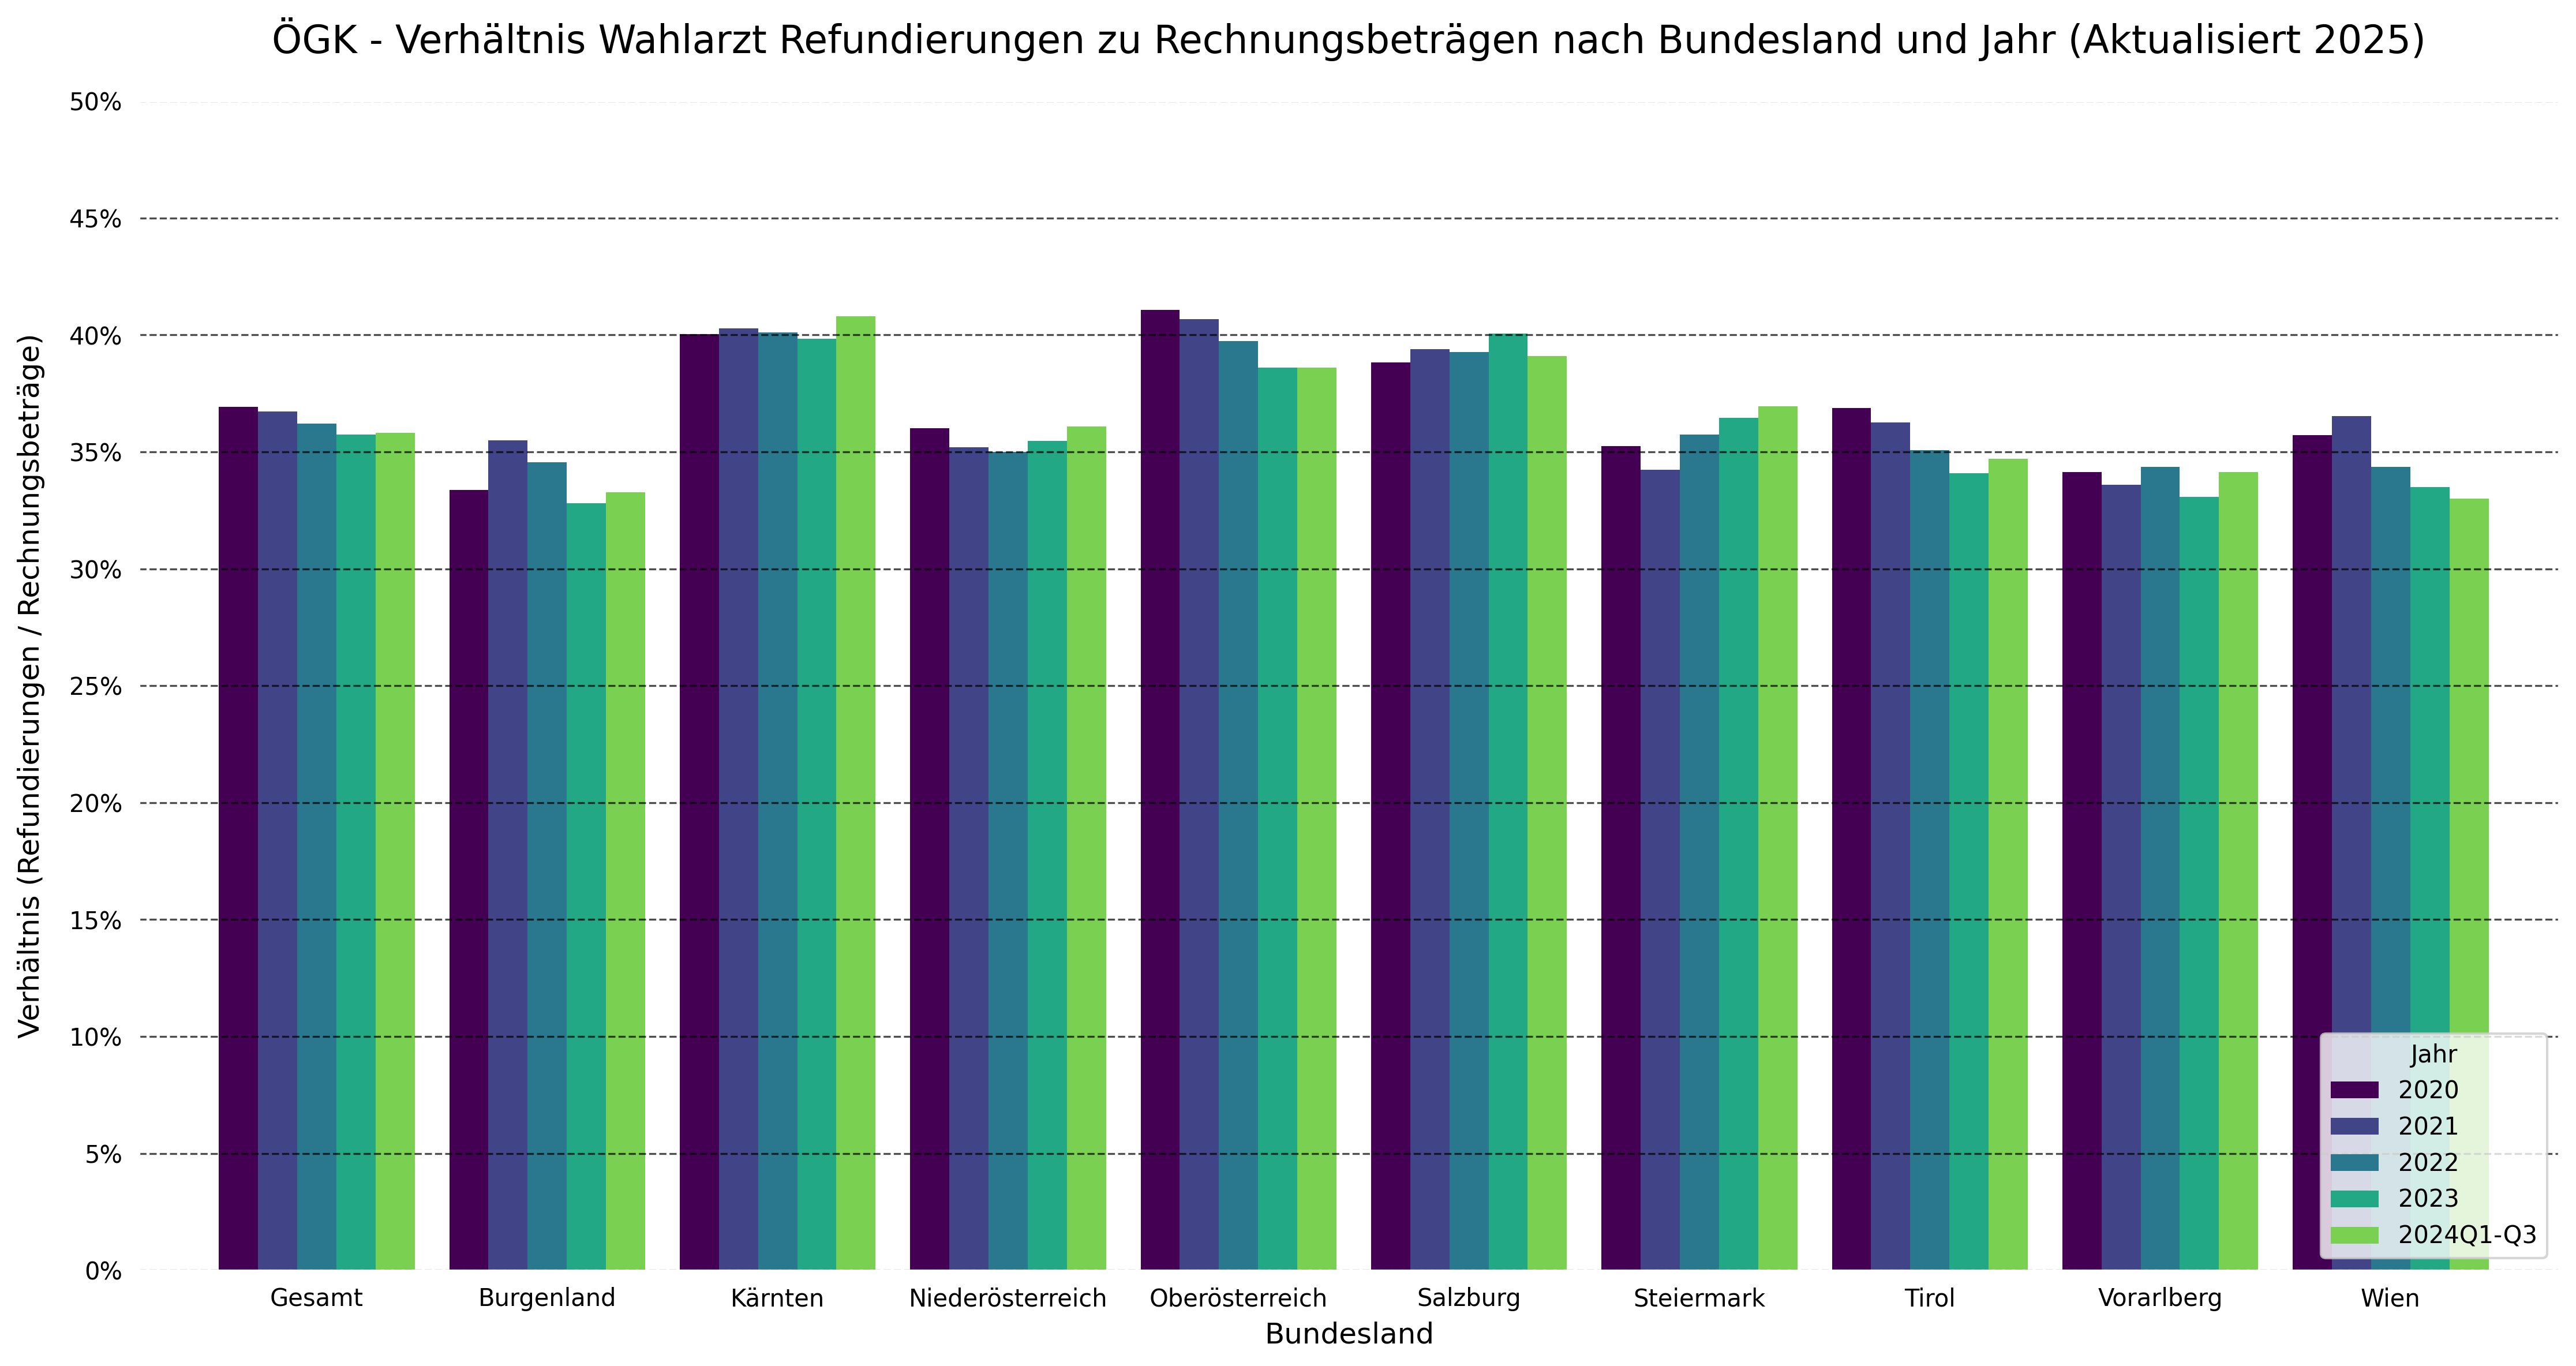 ÖGK - Verhältnis Wahlarzt Refundierungen zu Rechnungsbeträgen nach Bundesland und Jahr (Aktualisiert 2025)
Verhältnis (Refundierungen / Rechnungsbeträge)
50%
45%
40%
35%
30%
25%
20%
15%
10%
5%
0%
Jahr
2020
2021
2022
2023
2024Q1-Q3
Gesamt
Burgenland
Kärnten
Niederösterreich
Oberösterreich
Salzburg
Steiermark
Tirol
Vorarlberg
Wien
Bundesland